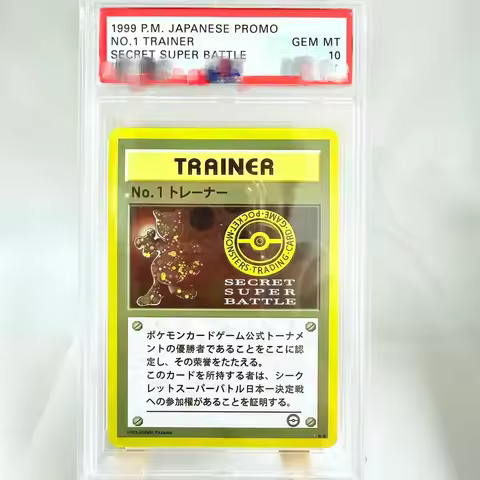 1999 P.M. JAPANESE PROMO
NO.1 TRAINER GEM MT
SECRET SUPER BATTLE 10
TRAINER
No.1 トレーナー
POCKET·MONSTERS·TRADING·CARD·GAME
SECRET
SUPER
BATTLE
ポケモンカードゲーム公式トーナメ
ントの優勝者であることをここに認
定し、その栄誉をたたえる。
このカードを所持する者は、シーク
レットスーパーバトル日本一決定戦
への参加権があることを証明する。